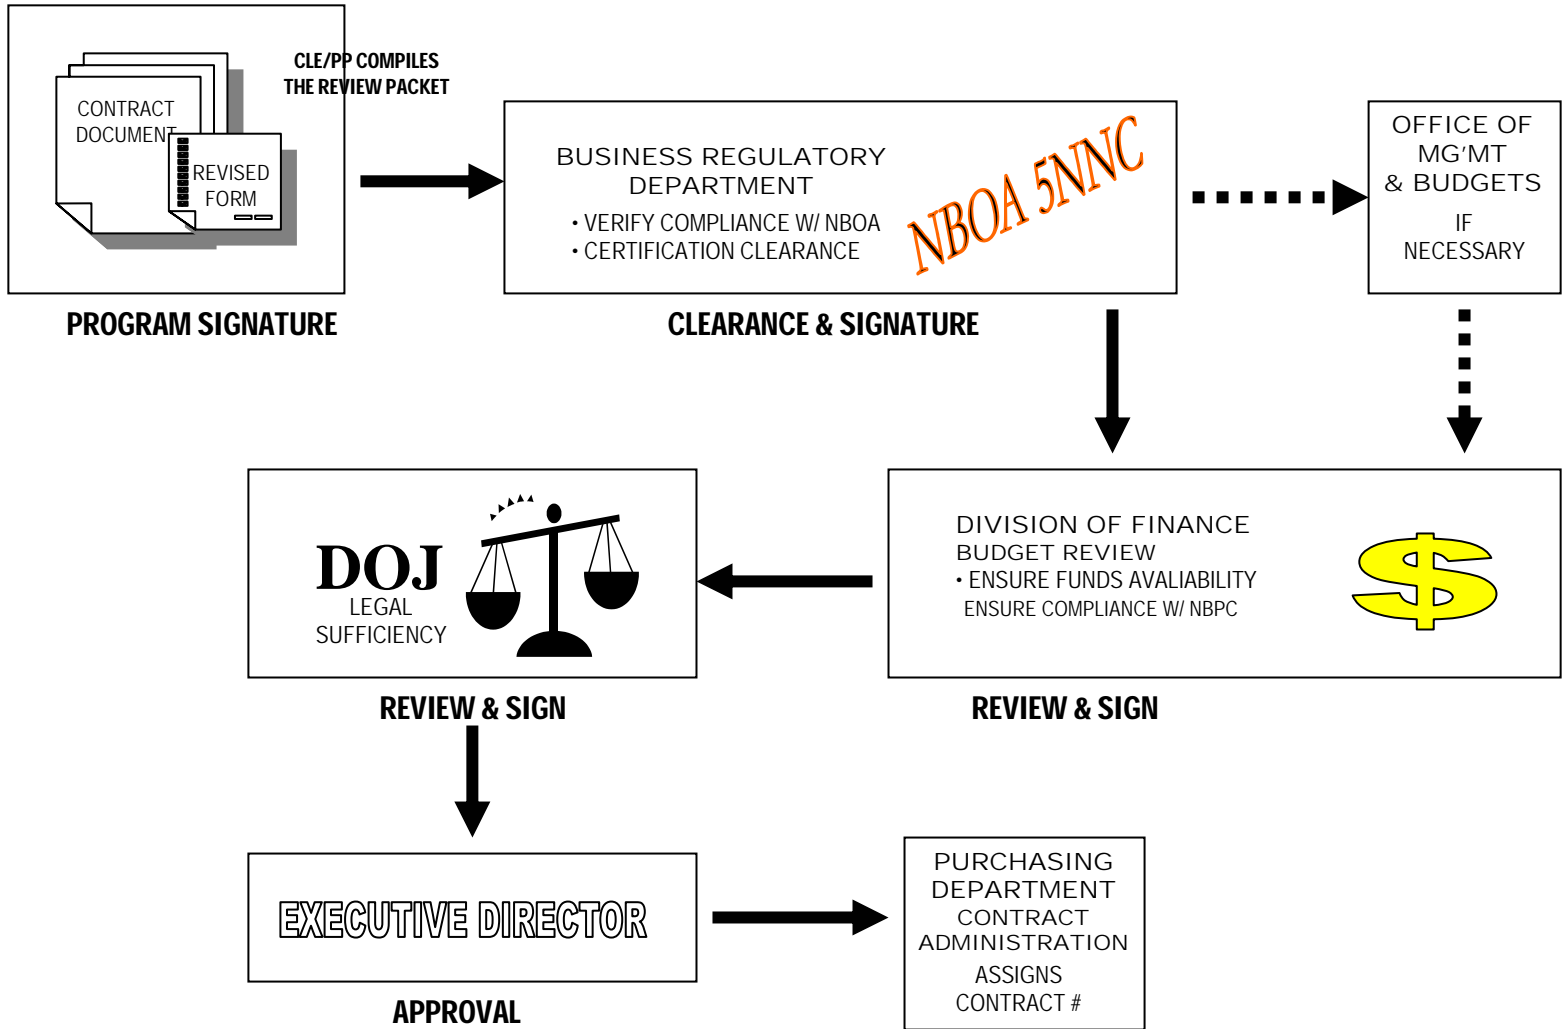 CLE/PP COMPILES
THE REVIEW PACKET
CONTRACT
DOCUMENT
REVISED
FORM
PROGRAM SIGNATURE
BUSINESS REGULATORY
DEPARTMENT
• VERIFY COMPLIANCE W/ NBOA
• CERTIFICATION CLEARANCE
NBOA 5NNC
CLEARANCE & SIGNATURE
OFFICE OF
MG'MT
& BUDGETS
IF
NECESSARY
DIVISION OF FINANCE
BUDGET REVIEW
• ENSURE FUNDS AVALIABILITY
ENSURE COMPLIANCE W/ NBPC
$
REVIEW & SIGN
DOJ
LEGAL
SUFFICIENCY
REVIEW & SIGN
EXECUTIVE DIRECTOR
APPROVAL
PURCHASING
DEPARTMENT
CONTRACT
ADMINISTRATION
ASSIGNS
CONTRACT #